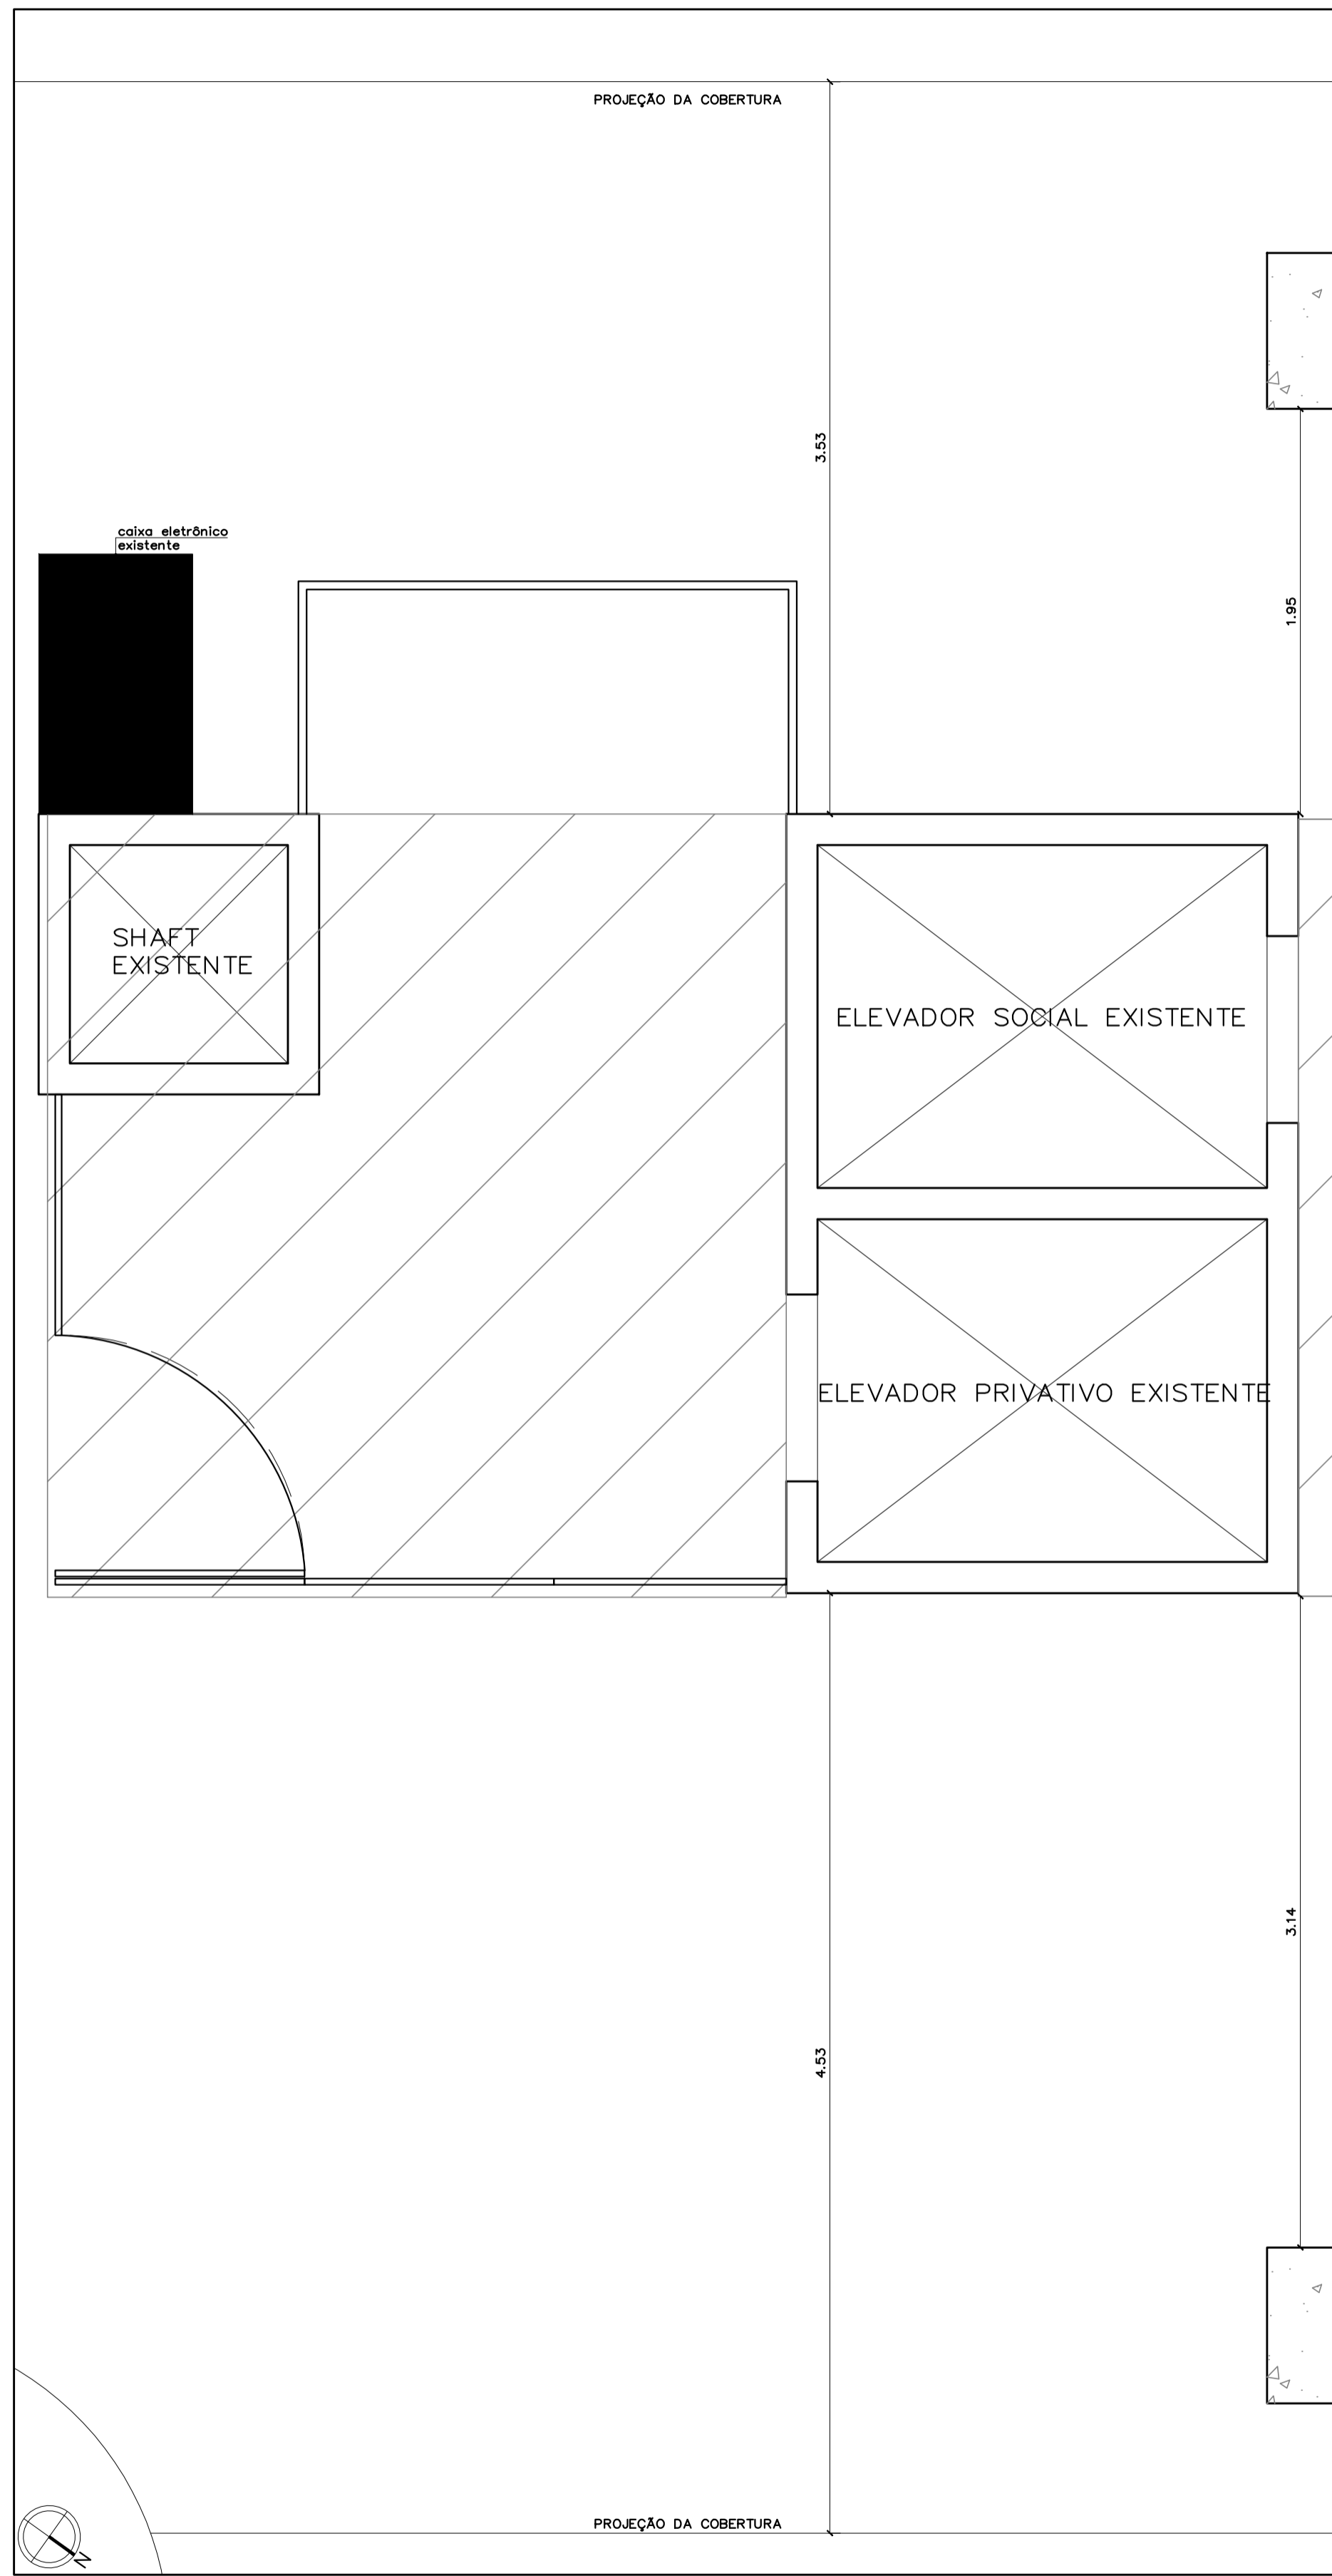 PROJEÇÃO DA COBERTURA
3.53
caixa eletrônico
existente
1.95
SHAFT
EXISTENTE
ELEVADOR SOCIAL EXISTENTE
ELEVADOR PRIVATIVO EXISTENTE
3.14
4.53
PROJEÇÃO DA COBERTURA
N